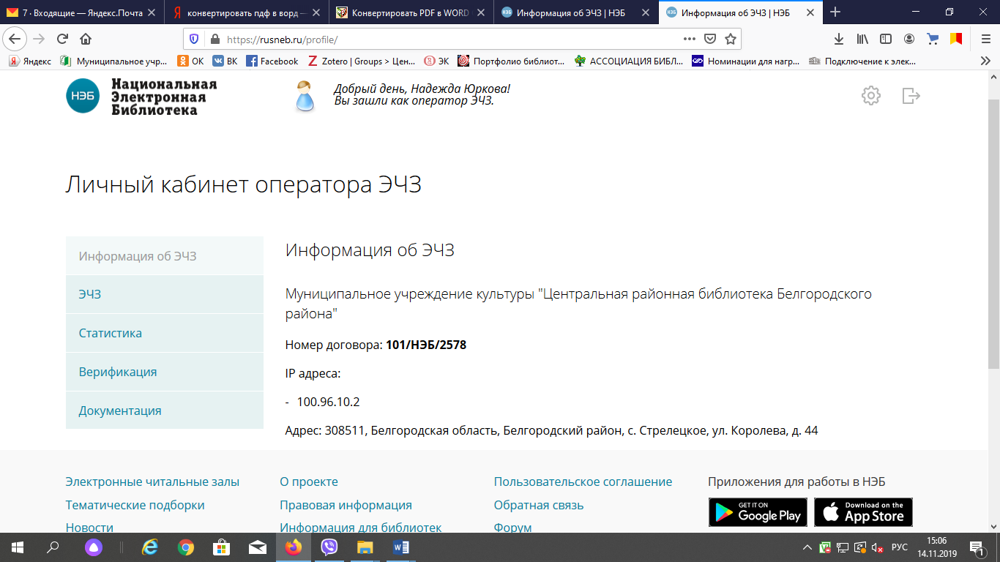 7 · Входящие — Яндекс.Почта
конвертировать пдф в ворд —
Конвертировать PDF в WORD
Информация об ЭЧЗ | НЭБ
Информация об ЭЧЗ | НЭБ
https://rusneb.ru/profile/
Яндекс
Муниципальное учр...
ОК
ВК
Facebook
Zotero | Groups > Цен...
ЭК
Портфолио библиот...
АССОЦИАЦИЯ БИБЛ...
Номинации для нагр...
Подключение к элек...
НЭБ
Национальная
Электронная
Библиотека
Добрый день, Надежда Юркова!
Вы зашли как оператор ЭЧЗ.
Личный кабинет оператора ЭЧЗ
Информация об ЭЧЗ
ЭЧЗ
Статистика
Верификация
Документация
Информация об ЭЧЗ
Муниципальное учреждение культуры "Центральная районная библиотека Белгородского
района"
Номер договора: 101/НЭБ/2578
IP адреса:
- 100.96.10.2
Адрес: 308511, Белгородская область, Белгородский район, с. Стрелецкое, ул. Королева, д. 44
Электронные читальные залы
Тематические подборки
Новости
О проекте
Правовая информация
Информация для библиотек
Пользовательское соглашение
Обратная связь
Форум
Приложения для работы в НЭБ
GET IT ON
Google Play
Download on the
App Store
РУС
15:06
14.11.2019
1